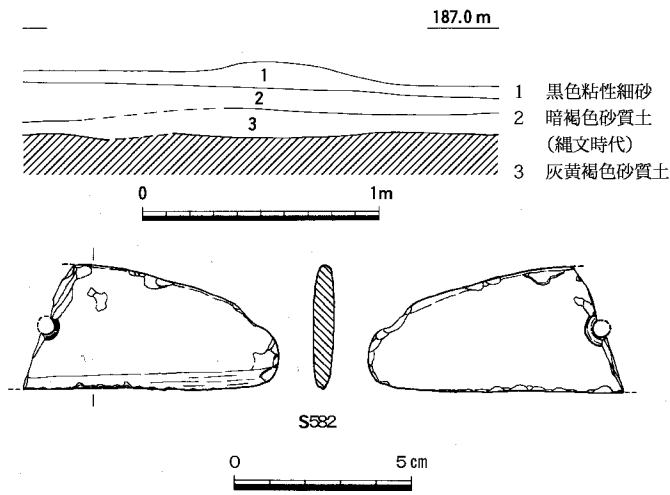 187.0 m
1
2
3
1 黒色粘性細砂
2 暗褐色砂質土
(縄文時代)
3 灰黄褐色砂質土
0 1m
S582
0 5 cm